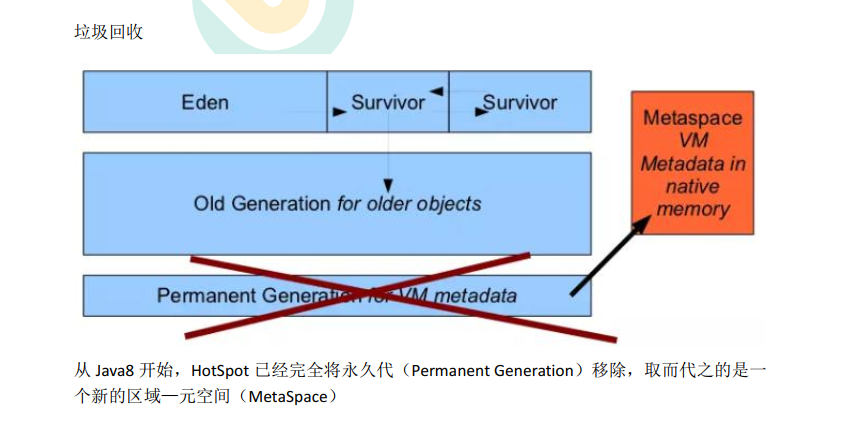 垃圾回收
Eden
Survivor
Survivor
Metaspace
VM
Metadata in
native
memory
Old Generation for older objects
Permanent Generation for VM metadata
从 Java8 开始，HotSpot 已经完全将永久代（Permanent Generation）移除，取而代之的是一
个新的区域—元空间（MetaSpace）